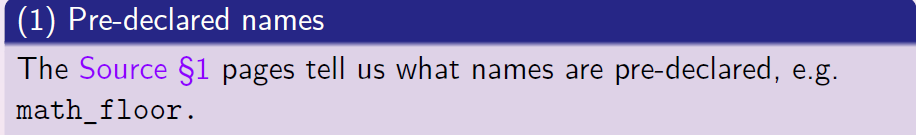 (1) Pre-declared names
The Source §1 pages tell us what names are pre-declared, e.g.
math_floor.